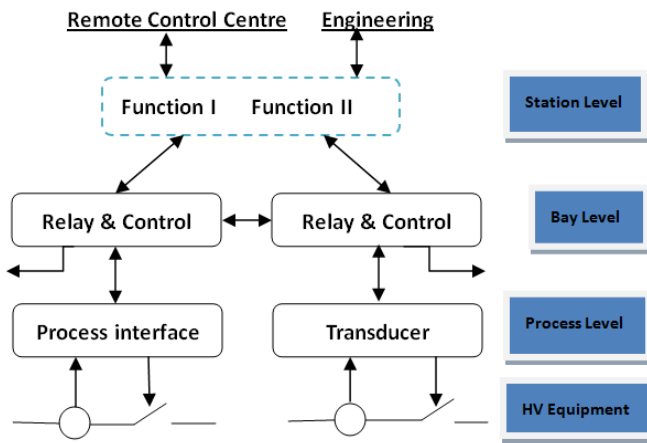 Remote Control Centre Engineering
Function I Function II
Station Level
Relay & Control Relay & Control
Bay Level
Process interface Transducer
Process Level
HV Equipment